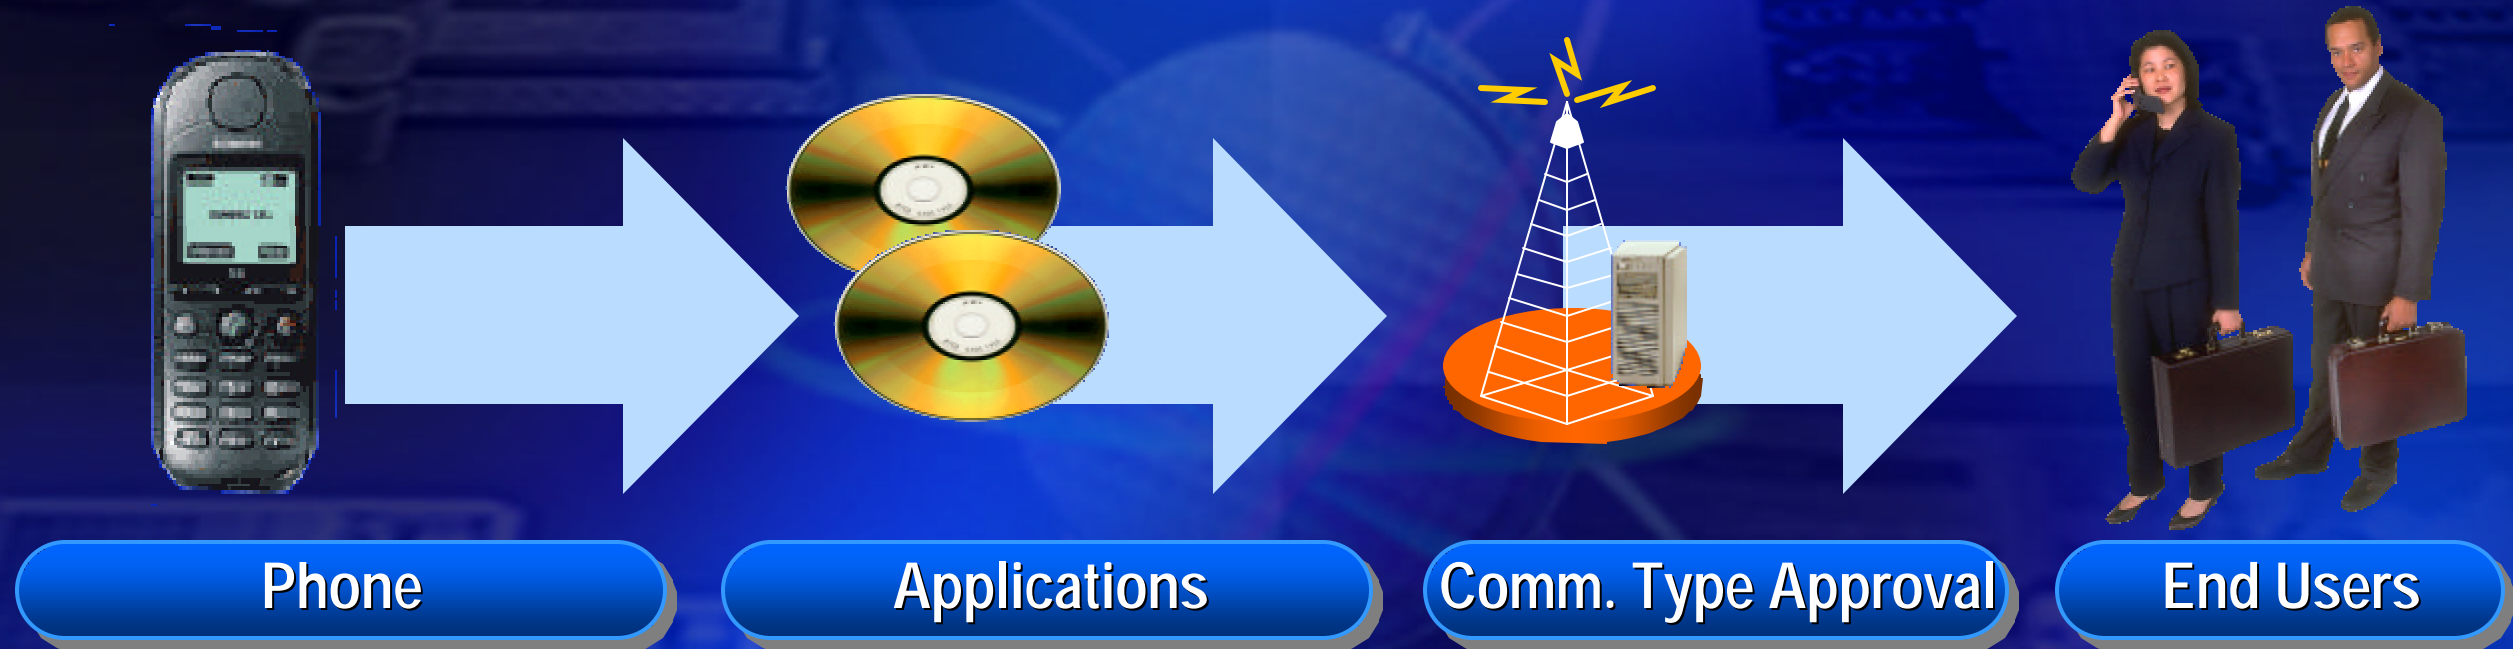 Phone
Applications
Comm. Type Approval
End Users